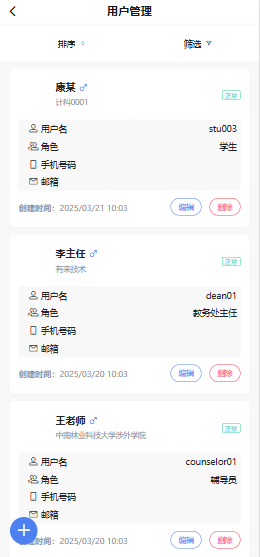 用户管理
排序 筛选
康某
正常
计科0001
用户名 stu003
角色 学生
手机号码
邮箱
创建时间：2025/03/21 10:03 编辑 删除
李主任
正常
有来技术
用户名 dean01
角色 教务处主任
手机号码
邮箱
创建时间：2025/03/20 10:03 编辑 删除
王老师
正常
中南林业科技大学涉外学院
用户名 counselor01
角色 辅导员
手机号码
邮箱
创建时间：2025/03/20 10:03 编辑 删除